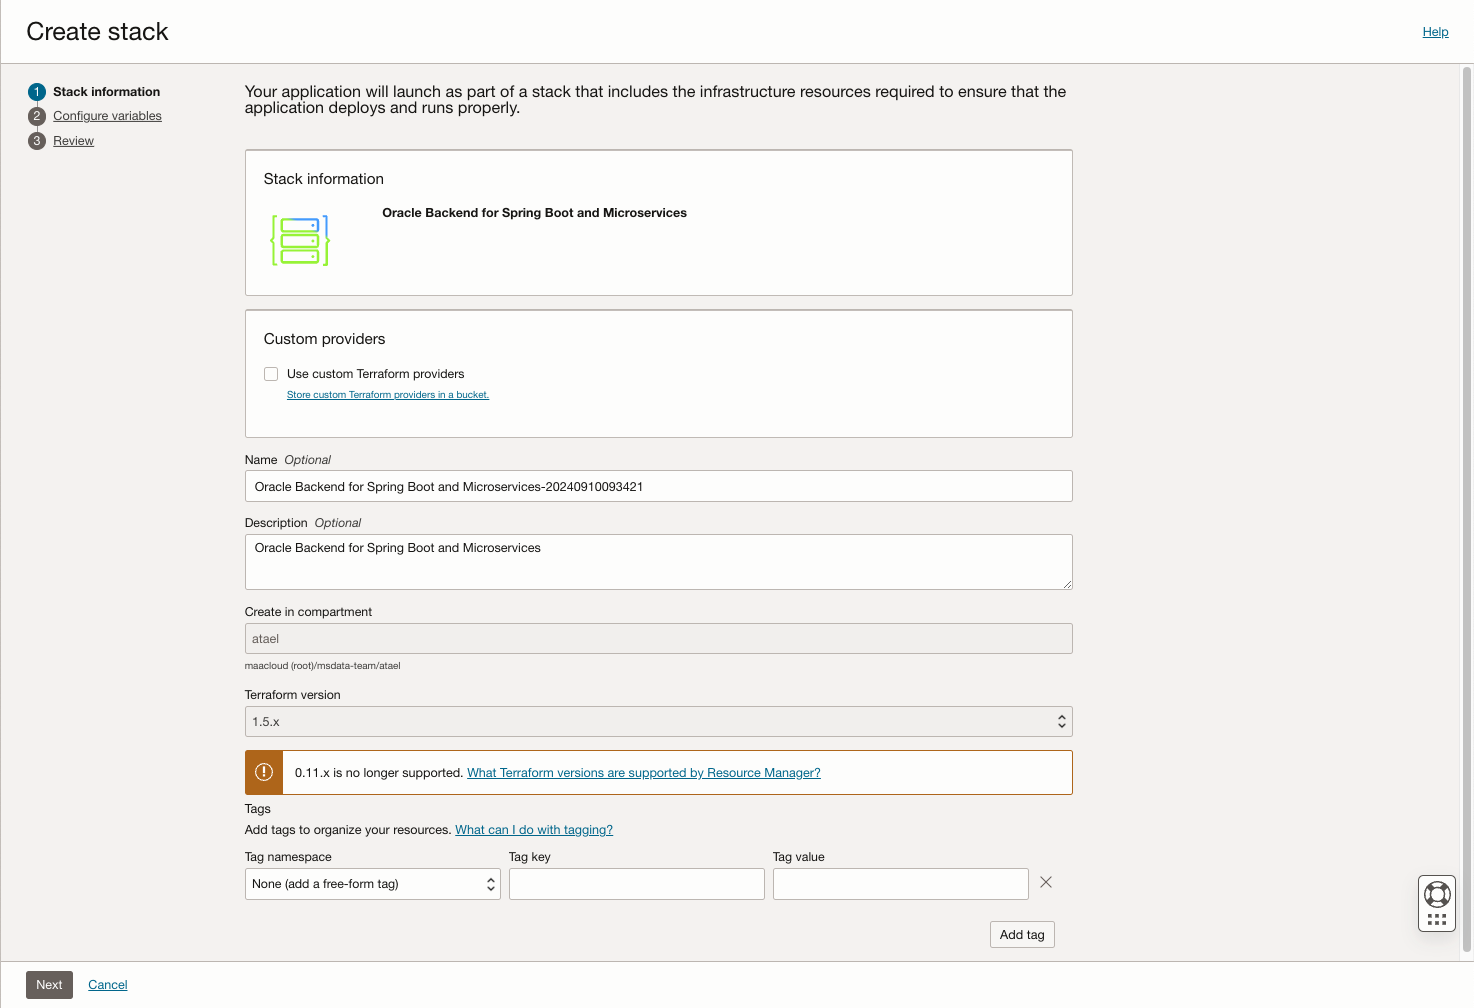 Create stack
Help
1 Stack information
2 Configure variables
3 Review
Your application will launch as part of a stack that includes the infrastructure resources required to ensure that the
application deploys and runs properly.
Stack information
Oracle Backend for Spring Boot and Microservices
Custom providers
Use custom Terraform providers
Store custom Terraform providers in a bucket.
Name Optional
Oracle Backend for Spring Boot and Microservices-20240910093421
Description Optional
Oracle Backend for Spring Boot and Microservices
Create in compartment
atael
maacloud (root)/msdata-team/atael
Terraform version
1.5.x
0.11.x is no longer supported. What Terraform versions are supported by Resource Manager?
Tags
Add tags to organize your resources. What can I do with tagging?
Tag namespace Tag key Tag value
None (add a free-form tag)
Add tag
Next Cancel